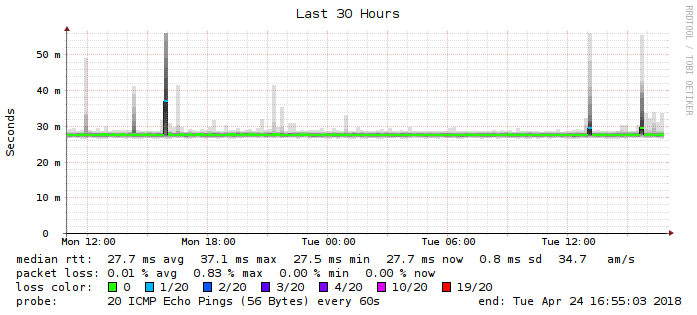 Last 30 Hours
RRDTOOL / TOBI OETIKER
Seconds
50 m
40 m
30 m
20 m
10 m
0
Mon 12:00 Mon 18:00 Tue 00:00 Tue 06:00 Tue 12:00
median rtt: 27.7 ms avg 37.1 ms max 27.5 ms min 27.7 ms now 0.8 ms sd 34.7 am/s
packet loss: 0.01 % avg 0.83 % max 0.00 % min 0.00 % now
loss color: 0 1/20 2/20 3/20 4/20 10/20 19/20
probe: 20 ICMP Echo Pings (56 Bytes) every 60s end: Tue Apr 24 16:55:03 2018